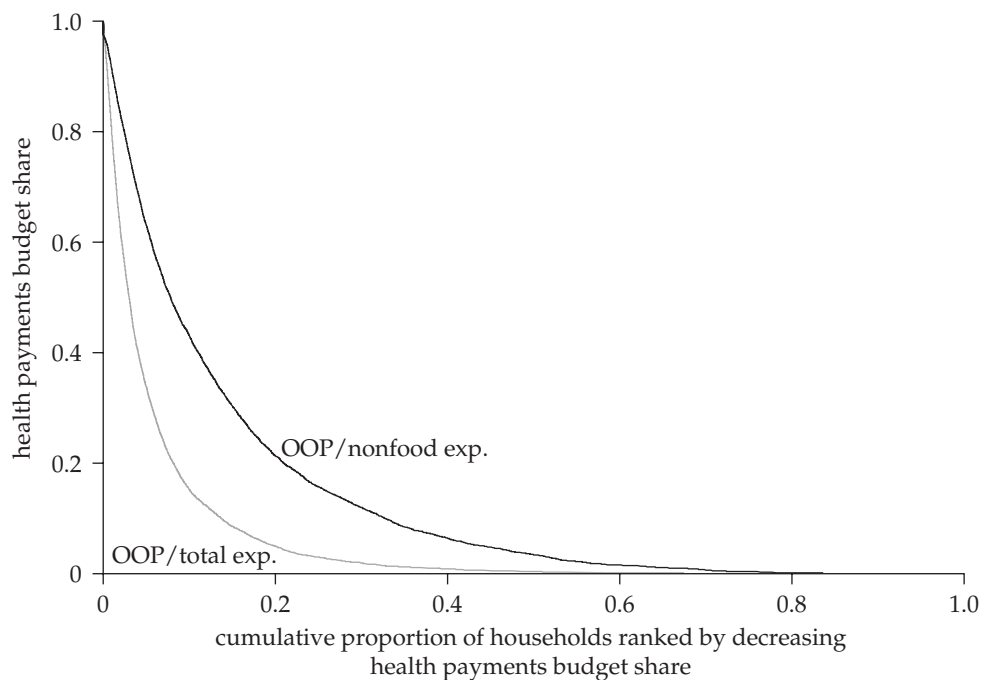 1.0
0.8
0.6
0.4
0.2
0
health payments budget share
OOP/nonfood exp.
OOP/total exp.
0
0.2
0.4
0.6
0.8
1.0
cumulative proportion of households ranked by decreasing
health payments budget share